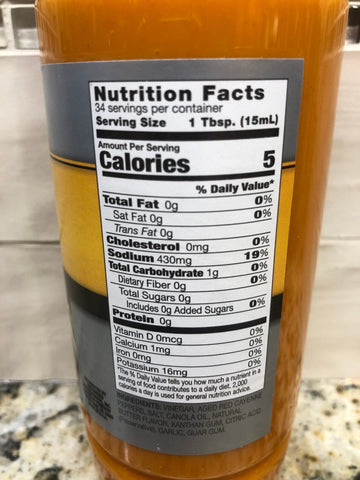 Nutrition Facts
34 servings per container
Serving Size 1 Tbsp. (15mL)
Amount Per Serving
Calories 5
% Daily Value*
Total Fat 0g 0%
Sat Fat 0g 0%
Trans Fat 0g
Cholesterol 0mg 0%
Sodium 430mg 19%
Total Carbohydrate 1g 0%
Dietary Fiber 0g 0%
Total Sugars 0g
Includes 0g Added Sugars 0%
Protein 0g
Vitamin D 0mcg 0%
Calcium 1mg 0%
Iron 0mg 0%
Potassium 16mg 0%
*The % Daily Value tells you how much a nutrient in a
serving of food contributes to a daily diet. 2,000
calories a day is used for general nutrition advice.
INGREDIENTS: VINEGAR, AGED RED CAYENNE
PEPPERS, SALT, CANOLA OIL, NATURAL
BUTTER FLAVOR, XANTHAN GUM, CITRIC ACID
(Preservative), GARLIC, GUAR GUM.